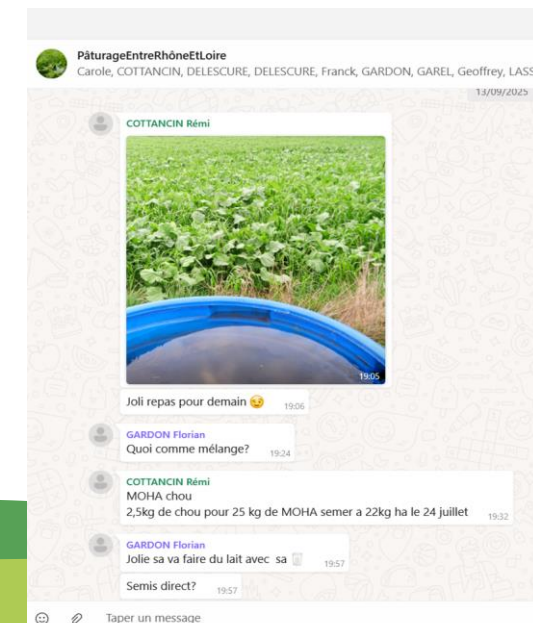 PâturageEntreRhôneEtLoire
Carole, COTTANCIN, DELESCURE, DELESCURE, Franck, GARDON, GAREL, Geoffrey, LASS
13/09/2025
COTTANCIN Rémi
19:05
Joli repas pour demain 😉 19:06
GARDON Florian
Quoi comme mélange? 19:24
COTTANCIN Rémi
MOHA chou
2,5kg de chou pour 25 kg de MOHA semer a 22kg ha le 24 juillet 19:32
GARDON Florian
Jolie sa va faire du lait avec sa 🥛 19:57
Semis direct? 19:57
Taper un message